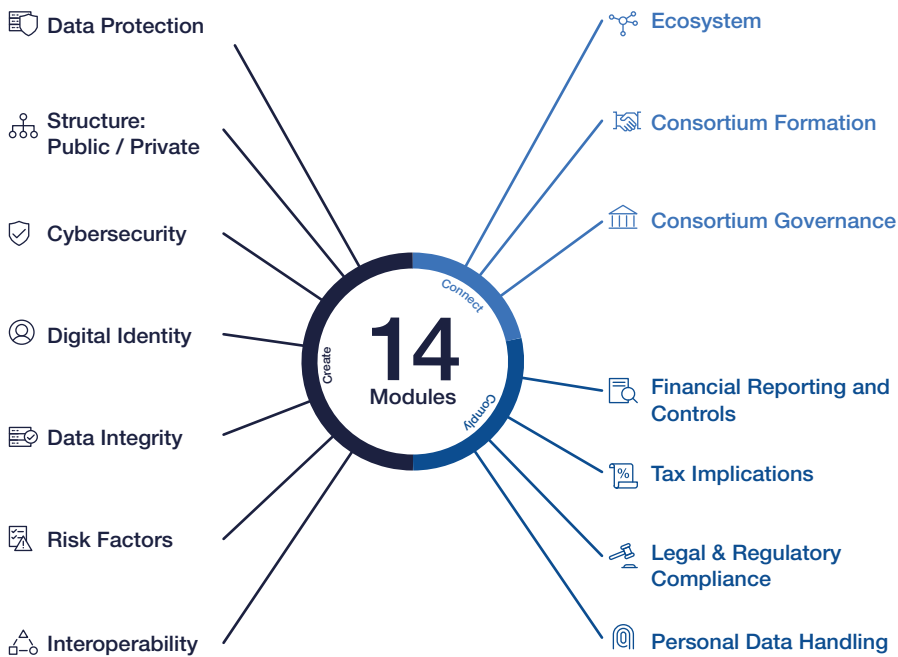 Data Protection
Structure:
Public / Private
Cybersecurity
Digital Identity
Data Integrity
Risk Factors
Interoperability
Create
14
Modules
Connect
Comply
Ecosystem
Consortium Formation
Consortium Governance
Financial Reporting and
Controls
%
Tax Implications
Legal & Regulatory
Compliance
Personal Data Handling